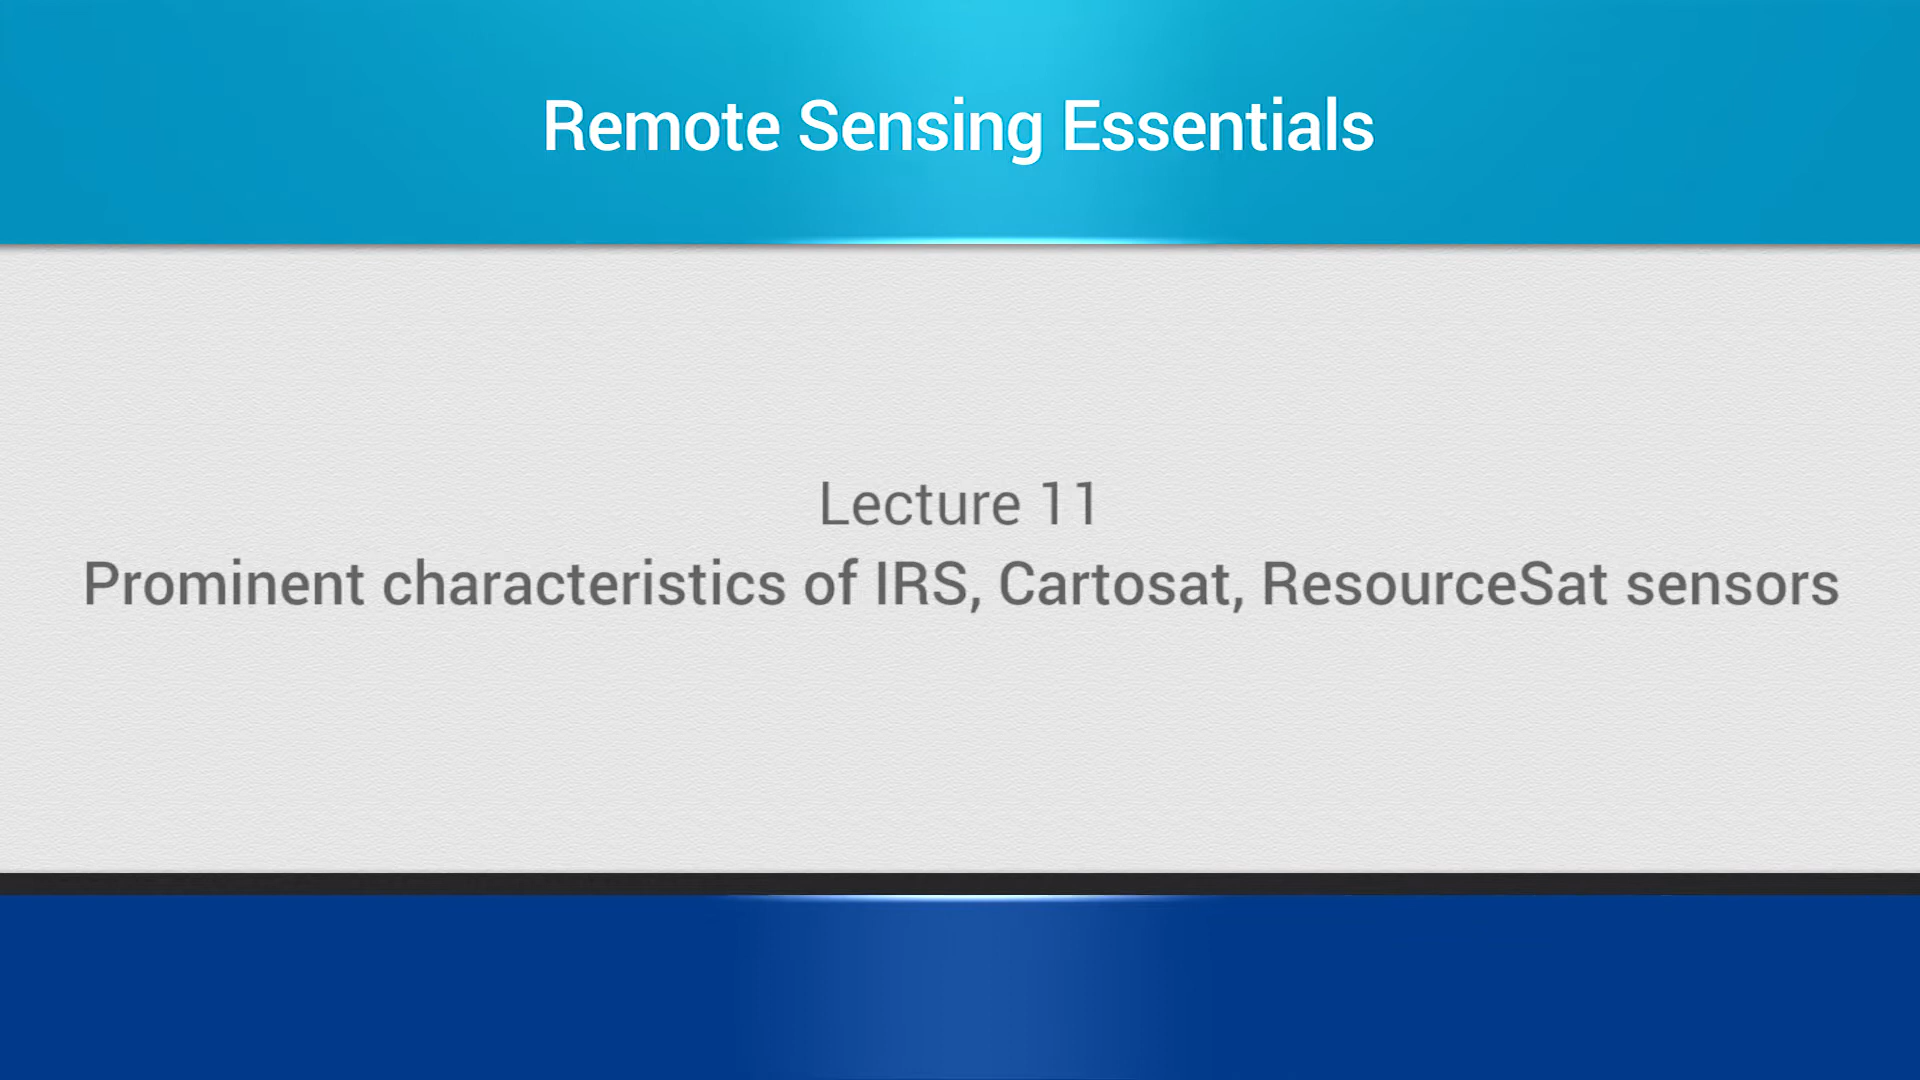 Remote Sensing Essentials
Lecture 11
Prominent characteristics of IRS, Cartosat, ResourceSat sensors